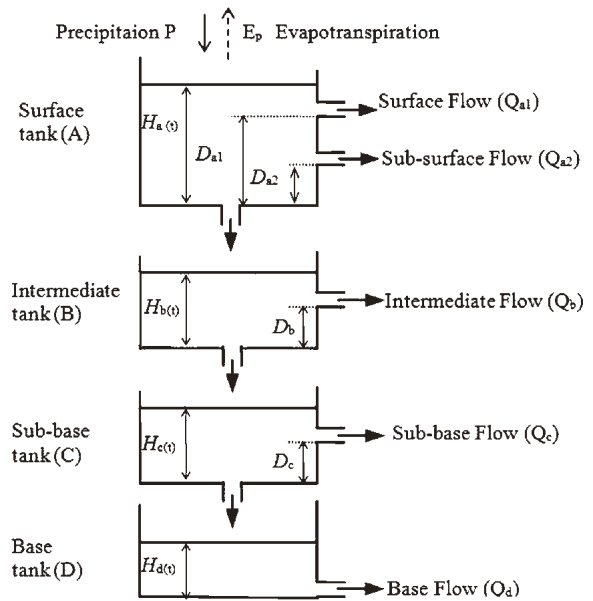 Precipitaion P Ep Evapotranspiration
Surface tank (A)
Ha (t)
Da1
Da2
Surface Flow (Qa1)
Sub-surface Flow (Qa2)
Intermediate tank (B)
Hb(t)
Db
Intermediate Flow (Qb)
Sub-base tank (C)
Hc(t)
Dc
Sub-base Flow (Qc)
Base tank (D)
Hd(t)
Base Flow (Qd)